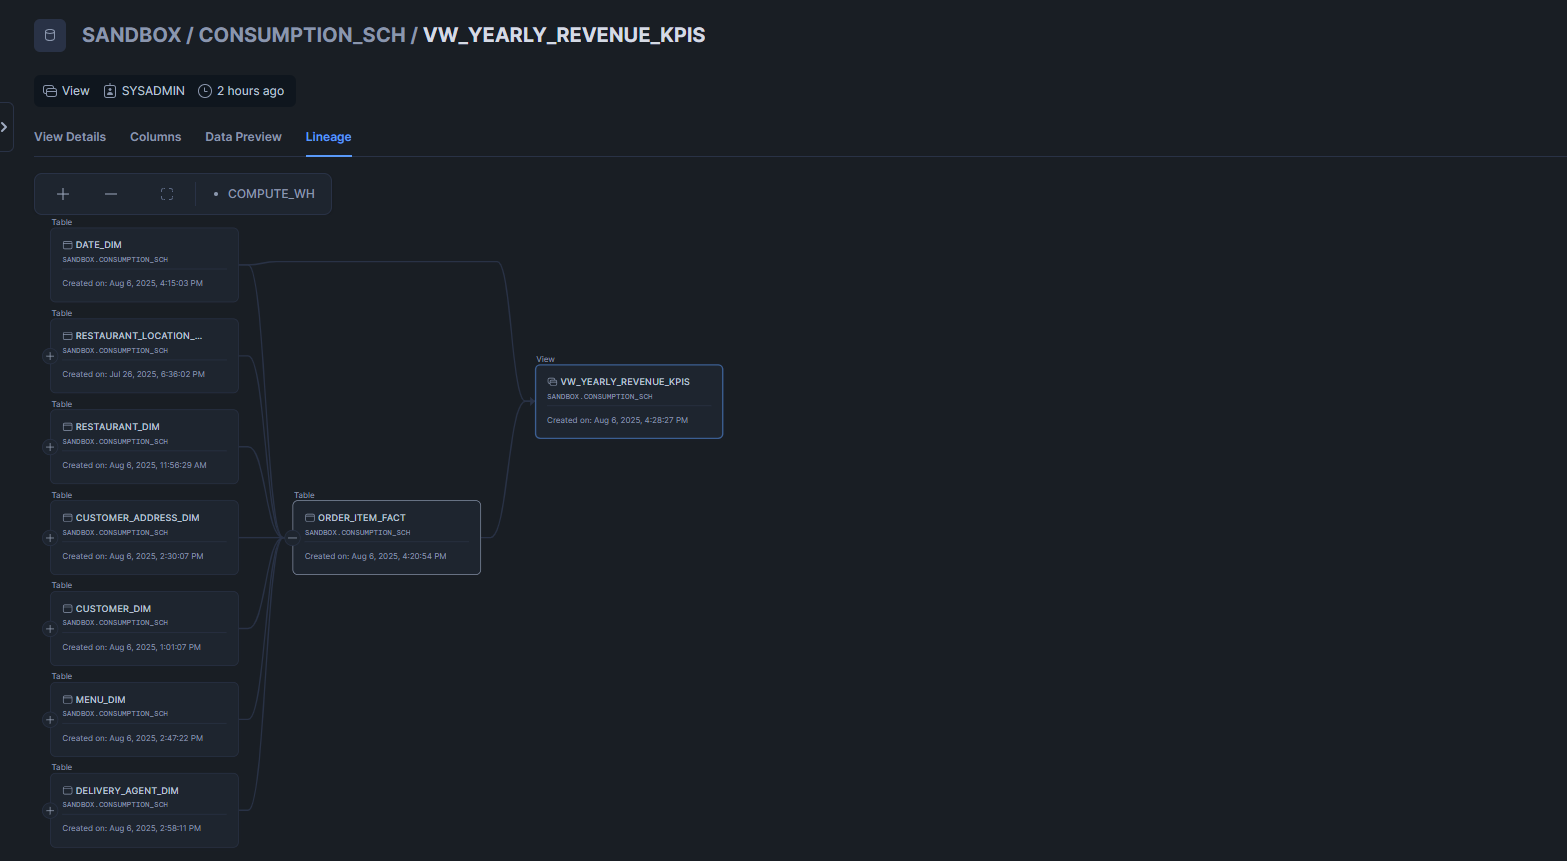 SANDBOX / CONSUMPTION_SCH / VW_YEARLY_REVENUE_KPIS
View SYSADMIN 2 hours ago
View Details Columns Data Preview Lineage
COMPUTE_WH
Table
DATE_DIM
SANDBOX.CONSUMPTION_SCH
Created on: Aug 6, 2025, 4:15:03 PM
Table
RESTAURANT_LOCATION_...
SANDBOX.CONSUMPTION_SCH
Created on: Jul 26, 2025, 6:36:02 PM
Table
RESTAURANT_DIM
SANDBOX.CONSUMPTION_SCH
Created on: Aug 6, 2025, 11:56:29 AM
Table
CUSTOMER_ADDRESS_DIM
SANDBOX.CONSUMPTION_SCH
Created on: Aug 6, 2025, 2:30:07 PM
Table
CUSTOMER_DIM
SANDBOX.CONSUMPTION_SCH
Created on: Aug 6, 2025, 1:01:07 PM
Table
MENU_DIM
SANDBOX.CONSUMPTION_SCH
Created on: Aug 6, 2025, 2:47:22 PM
Table
DELIVERY_AGENT_DIM
SANDBOX.CONSUMPTION_SCH
Created on: Aug 6, 2025, 2:58:11 PM
Table
ORDER_ITEM_FACT
SANDBOX.CONSUMPTION_SCH
Created on: Aug 6, 2025, 4:20:54 PM
View
VW_YEARLY_REVENUE_KPIS
SANDBOX.CONSUMPTION_SCH
Created on: Aug 6, 2025, 4:28:27 PM